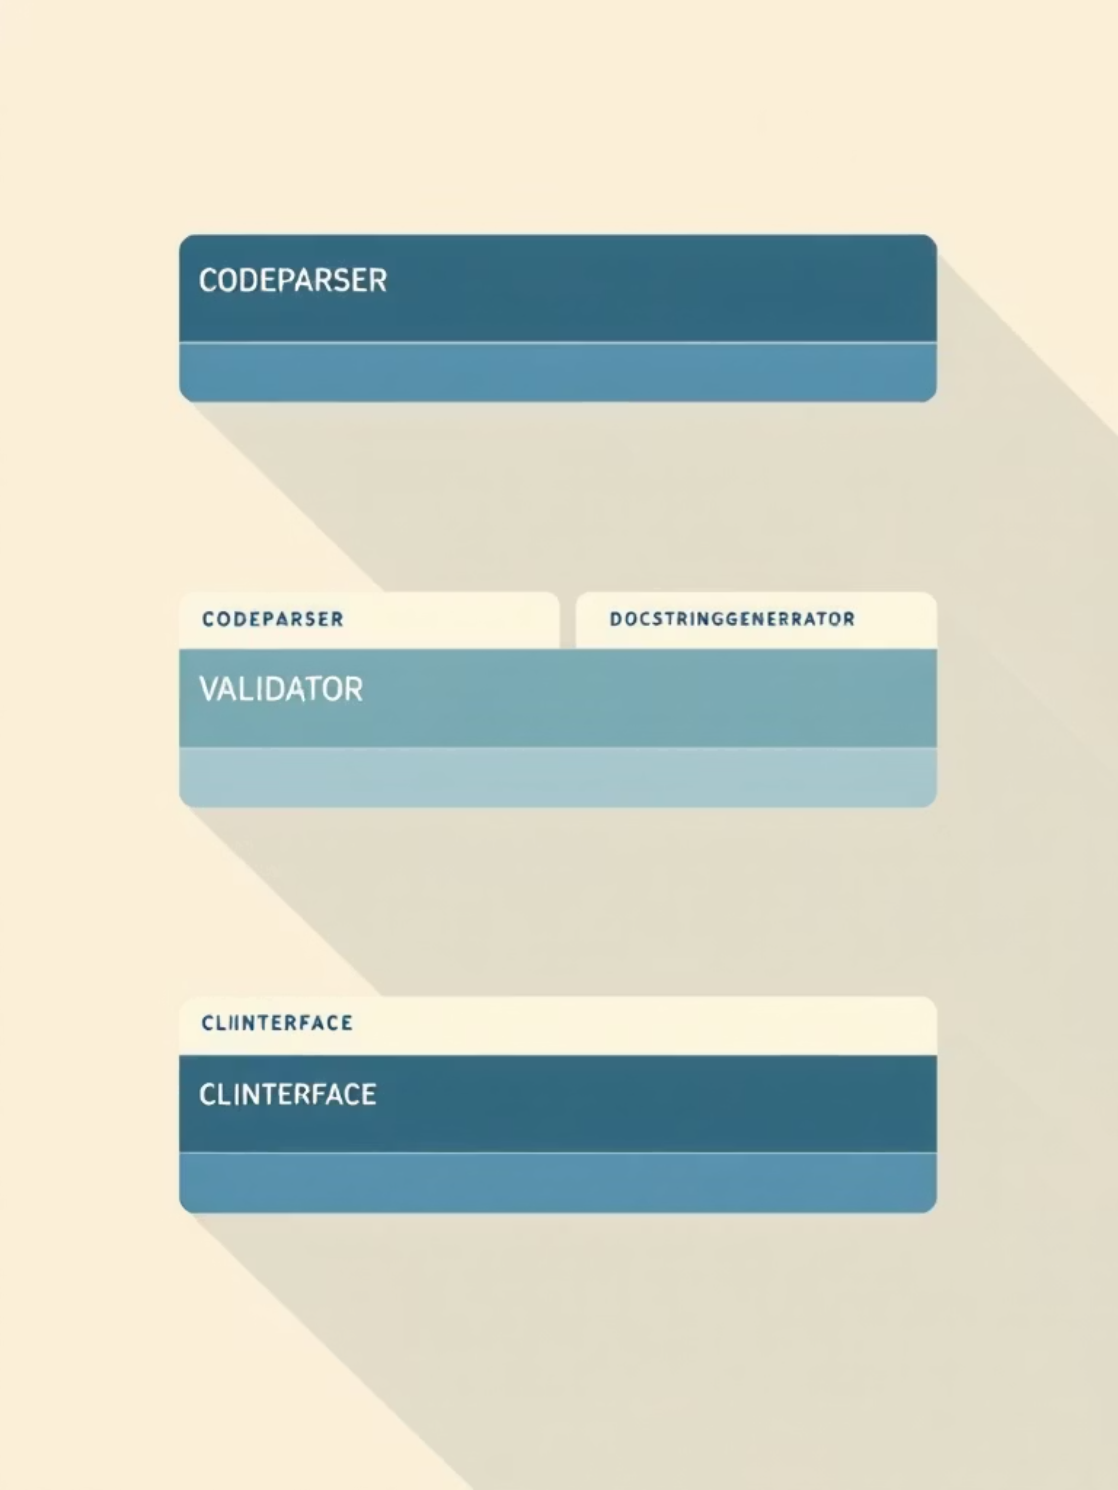 CODEPARSER
CODEPARSER DOCSTRINGGENERRATOR
VALIDATOR
CLIINTERFACE
CLINTERFACE